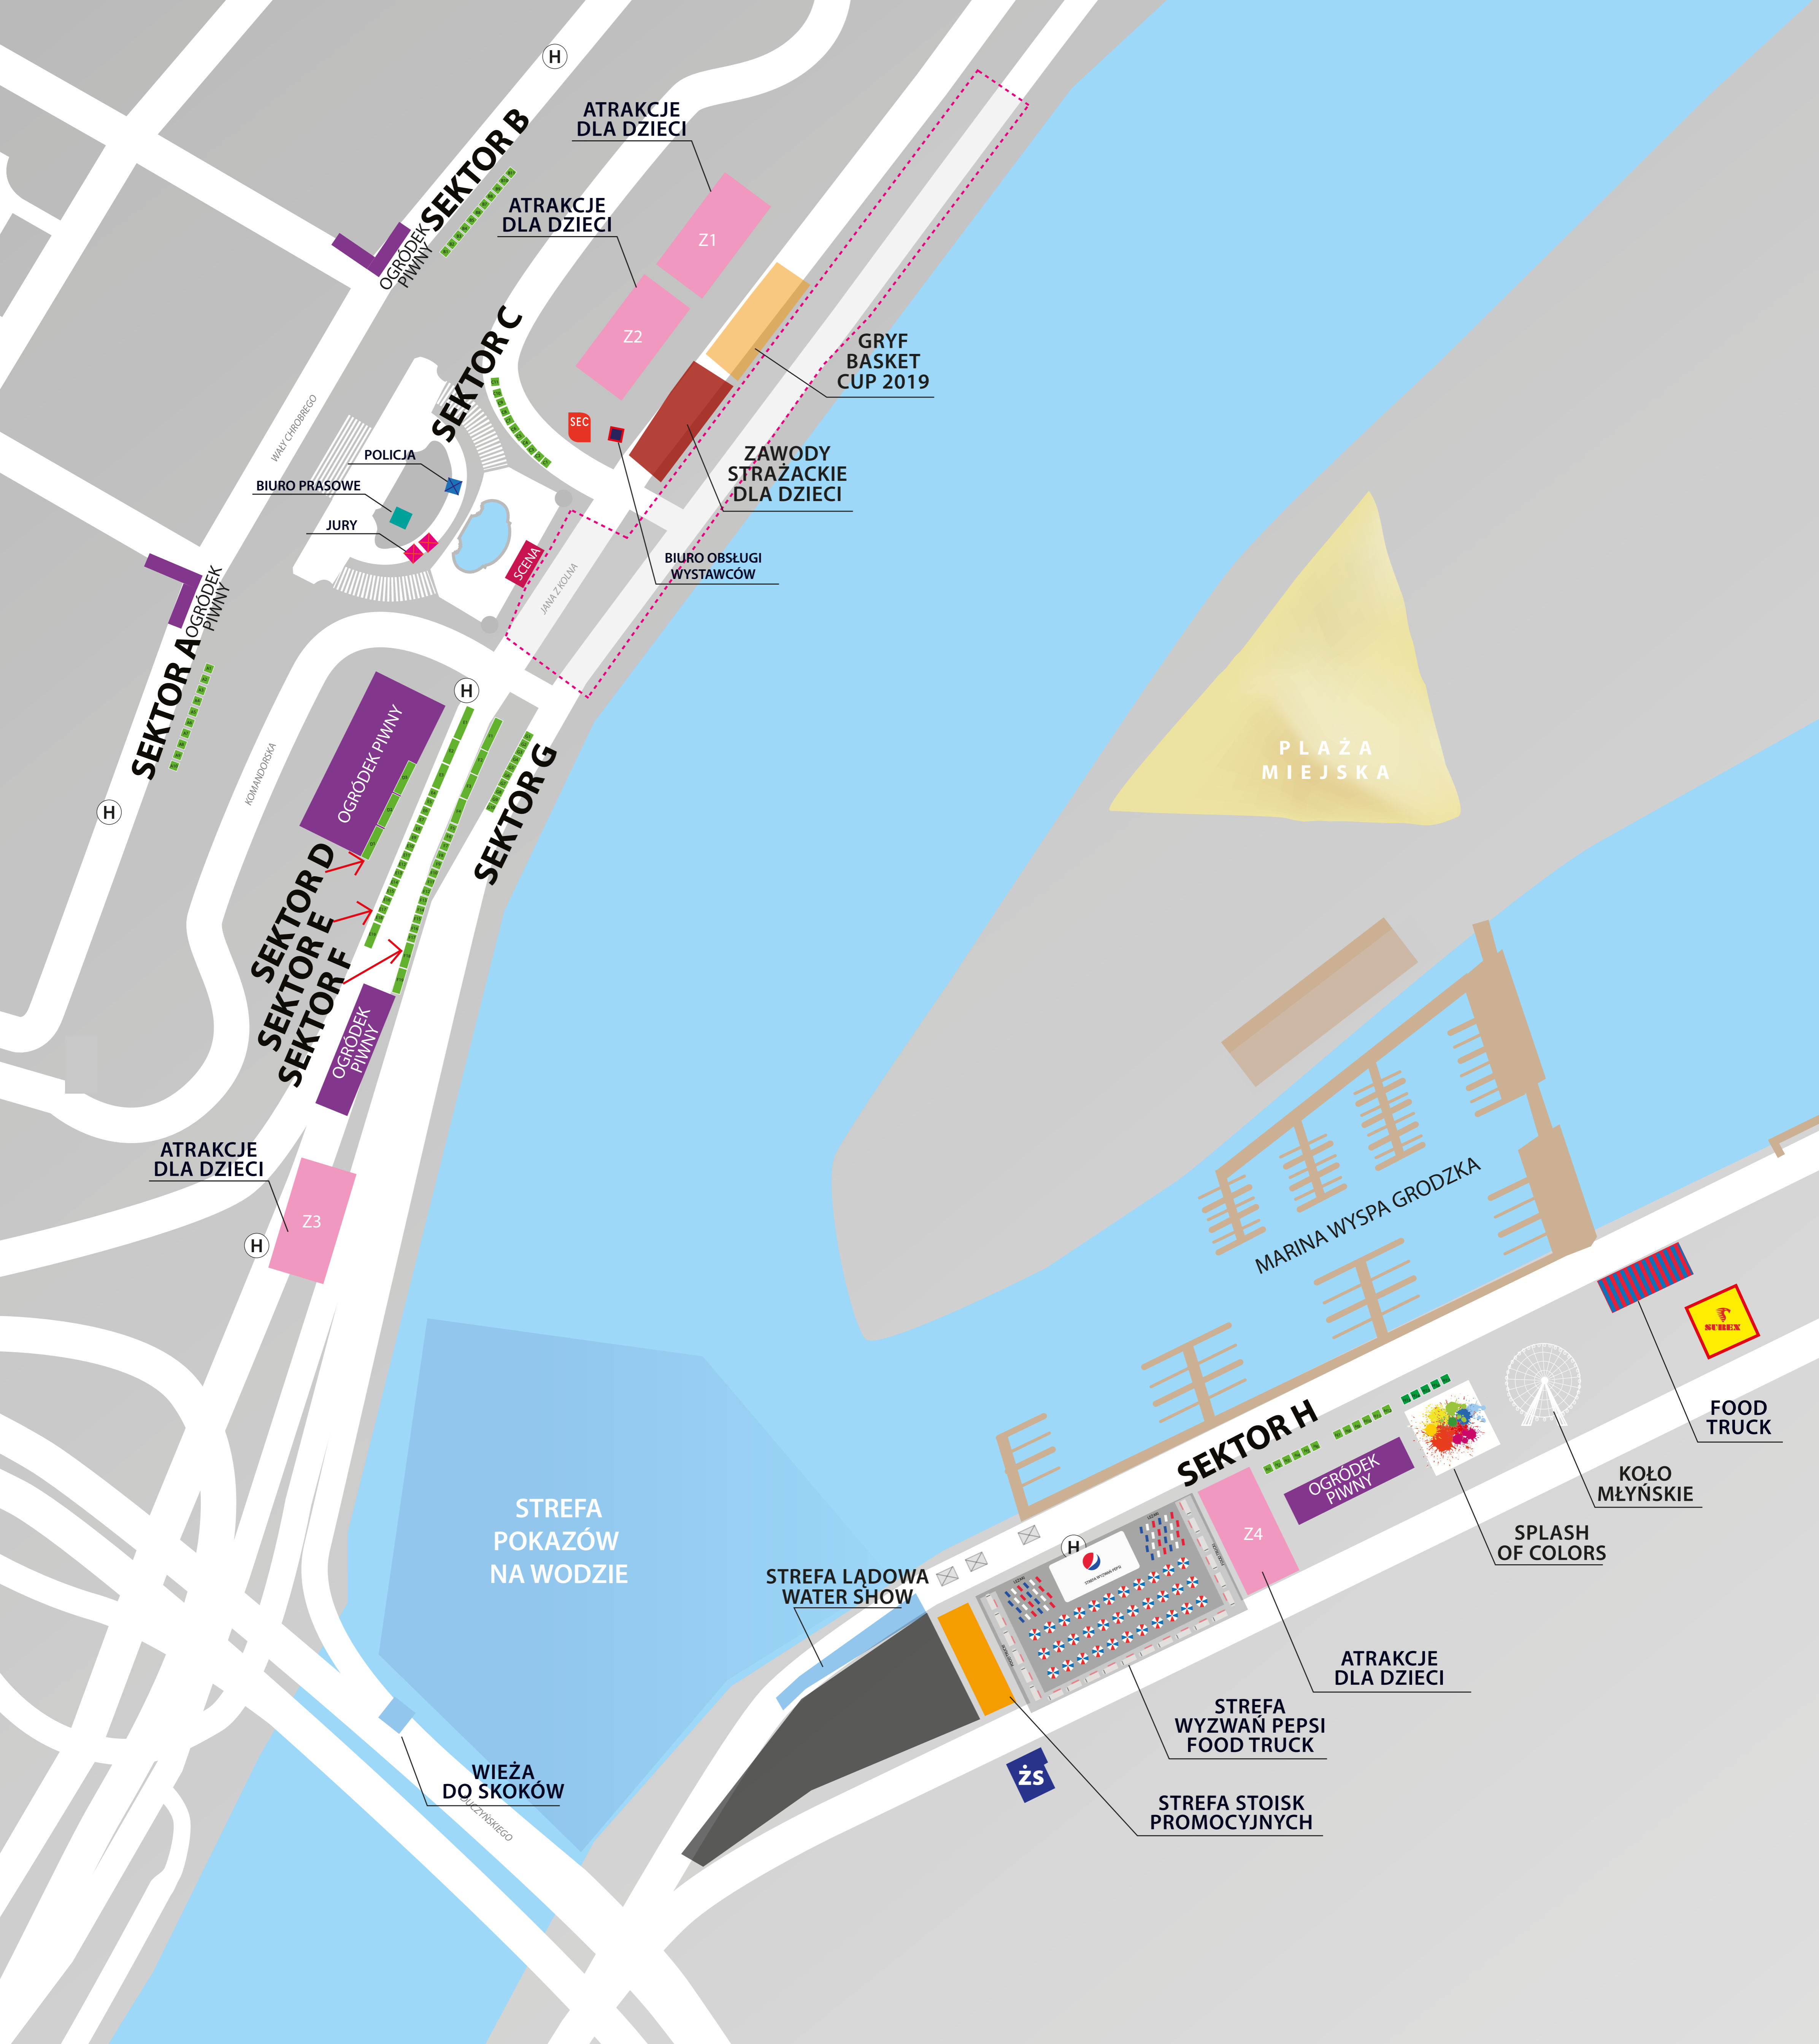 H
SEKTOR B
ATRAKCJE
DLA DZIECI
ATRAKCJE
DLA DZIECI
OGRÓDEK
PIWNY
Z1
Z2
SEKTOR C
GRYF
BASKET
CUP 2019
WAŁY CHROBREGO
SEC
POLICJA
BIURO PRASOWE
JURY
ZAWODY
STRAŻACKIE
DLA DZIECI
BIURO OBSŁUGI
WYSTAWCÓW
SCENA
JANA Z KOLNA
OGRÓDEK
PIWNY
SEKTOR A
H
H
KOMANDORSKA
OGRÓDEK PIWNY
SEKTOR G
PLAŻA
MIEJSKA
SEKTOR D
SEKTOR E
SEKTOR F
OGRÓDEK
PIWNY
ATRAKCJE
DLA DZIECI
Z3
H
MARINA WYSPA GRODZKA
SUREX
FOOD
TRUCK
KOŁO
MŁYŃSKIE
SPLASH
OF COLORS
SEKTOR H
OGRÓDEK
PIWNY
Z4
H
STREFA
POKAZÓW
NA WODZIE
STREFA LĄDOWA
WATER SHOW
ATRAKCJE
DLA DZIECI
STREFA
WYZWAŃ PEPSI
FOOD TRUCK
żs
STREFA STOISK
PROMOCYJNYCH
WIEŻA
DO SKOKÓW